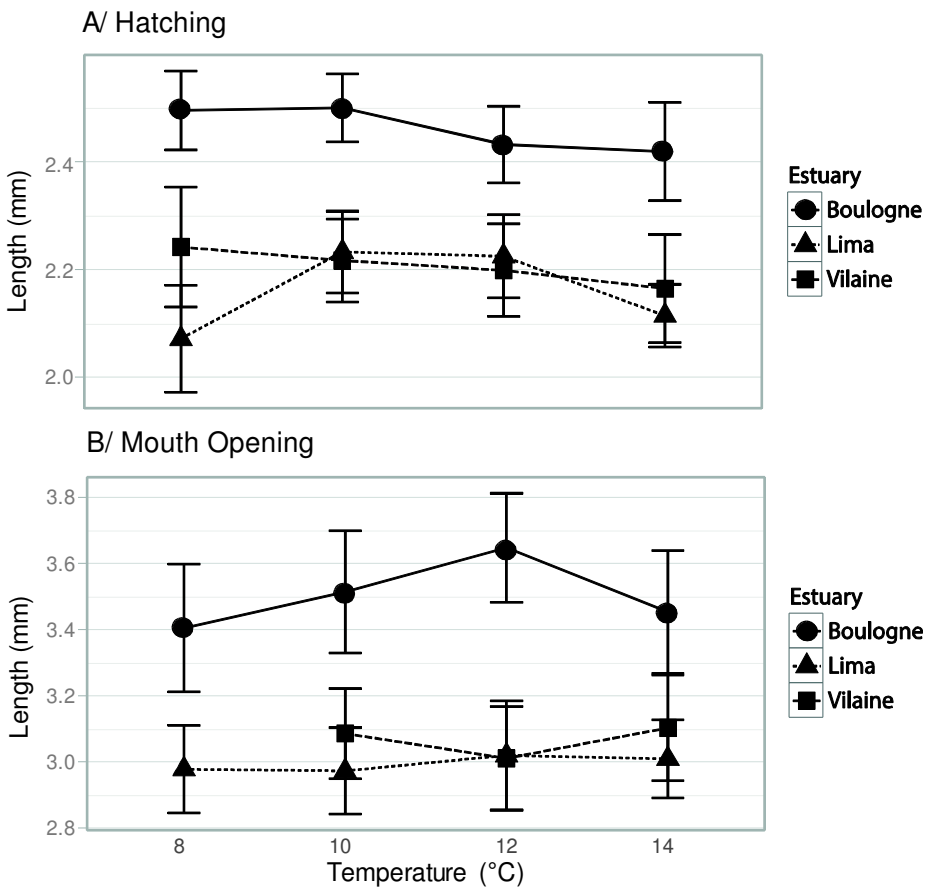 A/ Hatching
Length (mm)
2.4
2.2
2.0
Estuary
Boulogne
Lima
Vilaine
B/ Mouth Opening
Length (mm)
3.8
3.6
3.4
3.2
3.0
2.8
8 10 12 14
Temperature (°C)
Estuary
Boulogne
Lima
Vilaine